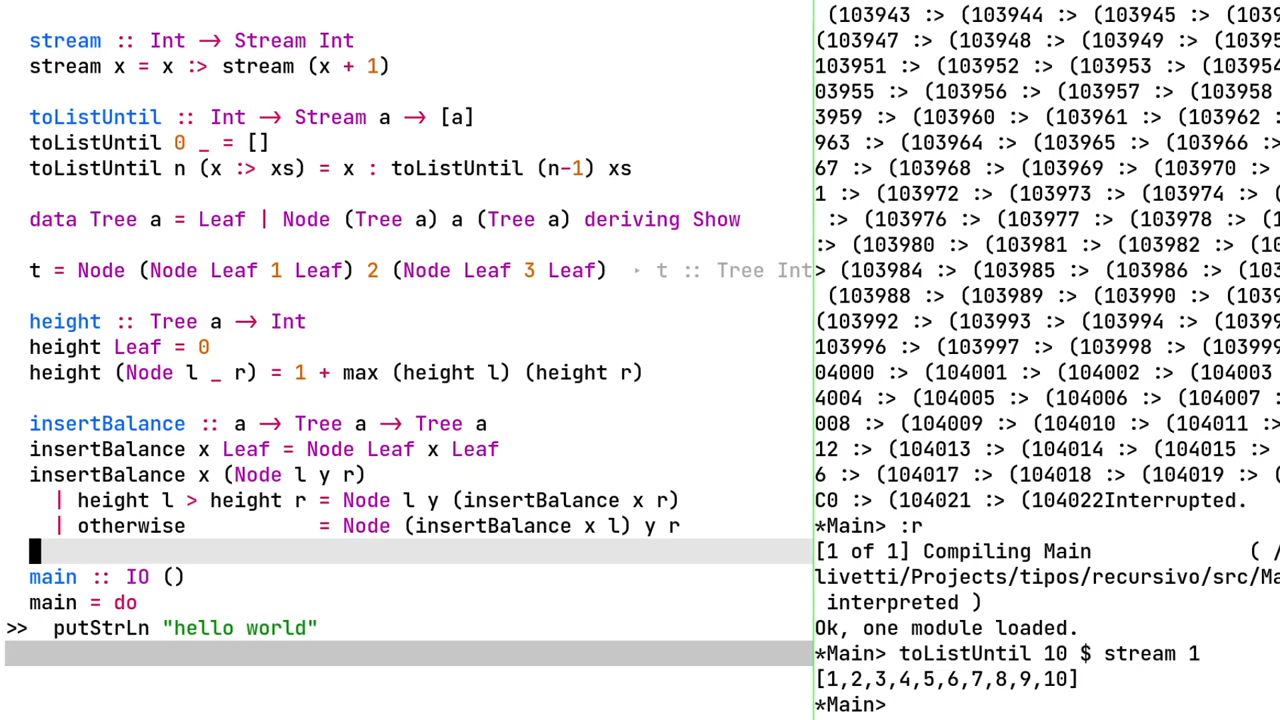 stream :: Int → Stream Int
stream x = x :> stream (x + 1)
toListUntil :: Int → Stream a → [a]
toListUntil 0 _ = []
toListUntil n (x :> xs) = x : toListUntil (n-1) xs
data Tree a = Leaf | Node (Tree a) a (Tree a) deriving Show
t = Node (Node Leaf 1 Leaf) 2 (Node Leaf 3 Leaf) ‣ t :: Tree Int
height :: Tree a → Int
height Leaf = 0
height (Node l _ r) = 1 + max (height l) (height r)
insertBalance :: a → Tree a → Tree a
insertBalance x Leaf = Node Leaf x Leaf
insertBalance x (Node l y r)
| height l > height r = Node l y (insertBalance x r)
| otherwise = Node (insertBalance x l) y r
main :: IO ()
main = do
>> putStrLn "hello world"
(103943 :> (103944 :> (103945 :> (1039
(103947 :> (103948 :> (103949 :> (10395
103951 :> (103952 :> (103953 :> (103954
03955 :> (103956 :> (103957 :> (103958
3959 :> (103960 :> (103961 :> (103962
963 :> (103964 :> (103965 :> (103966 :
67 :> (103968 :> (103969 :> (103970 :>
1 :> (103972 :> (103973 :> (103974 :>
:> (103976 :> (103977 :> (103978 :> (1
:> (103980 :> (103981 :> (103982 :> (10
> (103984 :> (103985 :> (103986 :> (103
(103988 :> (103989 :> (103990 :> (1039
(103992 :> (103993 :> (103994 :> (10399
103996 :> (103997 :> (103998 :> (103999
04000 :> (104001 :> (104002 :> (104003
4004 :> (104005 :> (104006 :> (104007
008 :> (104009 :> (104010 :> (104011 :
12 :> (104013 :> (104014 :> (104015 :>
6 :> (104017 :> (104018 :> (104019 :>
C0 :> (104021 :> (104022Interrupted.
*Main> :r
[1 of 1] Compiling Main ( /
livetti/Projects/tipos/recursivo/src/Ma
interpreted )
Ok, one module loaded.
*Main> toListUntil 10 $ stream 1
[1,2,3,4,5,6,7,8,9,10]
*Main>